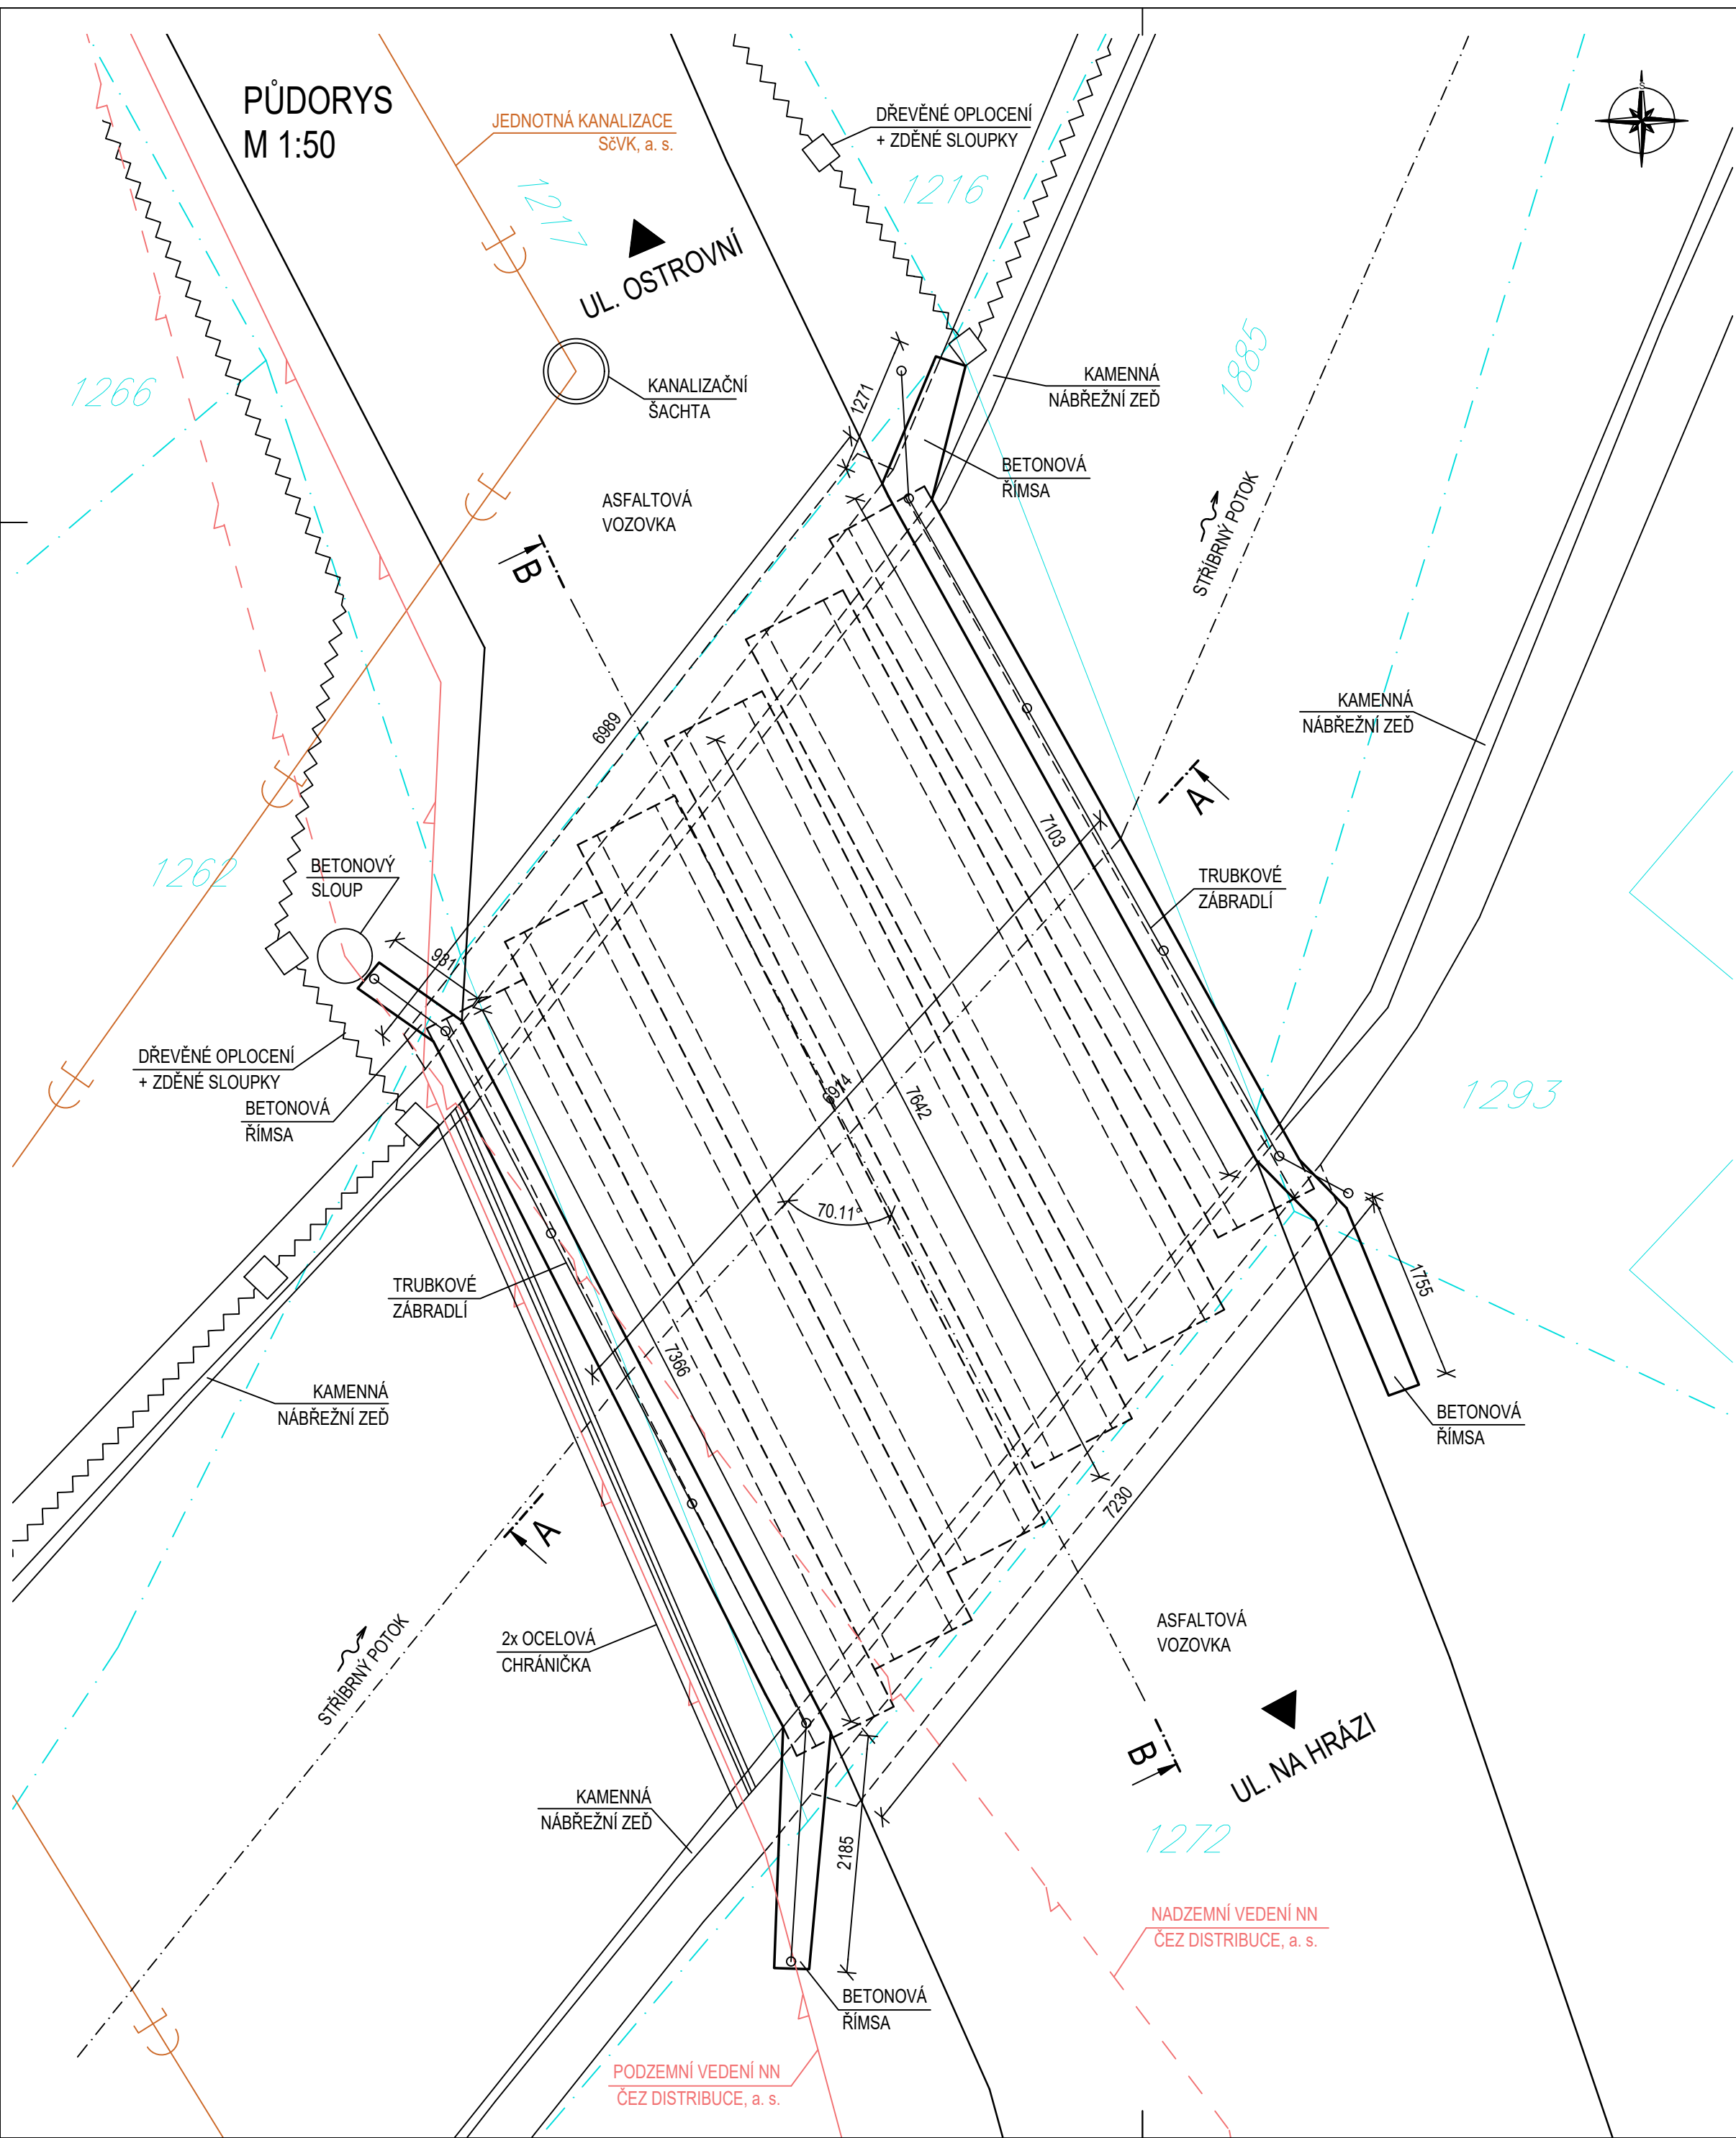 PŮDORYS
M 1:50
JEDNOTNÁ KANALIZACE
SčVK, a. s.
DŘEVĚNÉ OPLOCENÍ
+ ZDĚNÉ SLOUPKY
S
1217
1216
UL. OSTROVNÍ
1266
KANALIZAČNÍ
ŠACHTA
1271
KAMENNÁ
NÁBŘEŽNÍ ZEĎ
1885
BETONOVÁ
ŘÍMSA
ASFALTOVÁ
VOZOVKA
STŘÍBRNÝ POTOK
B
6989
KAMENNÁ
NÁBŘEŽNÍ ZEĎ
A
7103
1262
BETONOVÝ
SLOUP
TRUBKOVÉ
ZÁBRADLÍ
931
DŘEVĚNÉ OPLOCENÍ
+ ZDĚNÉ SLOUPKY
BETONOVÁ
ŘÍMSA
6914
7642
1293
70.11°
TRUBKOVÉ
ZÁBRADLÍ
1755
7366
KAMENNÁ
NÁBŘEŽNÍ ZEĎ
BETONOVÁ
ŘÍMSA
7230
A
STŘÍBRNÝ POTOK
2x OCELOVÁ
CHRÁNIČKA
ASFALTOVÁ
VOZOVKA
B
UL. NA HRÁZI
KAMENNÁ
NÁBŘEŽNÍ ZEĎ
2185
1272
NADZEMNÍ VEDENÍ NN
ČEZ DISTRIBUCE, a. s.
BETONOVÁ
ŘÍMSA
PODZEMNÍ VEDENÍ NN
ČEZ DISTRIBUCE, a. s.